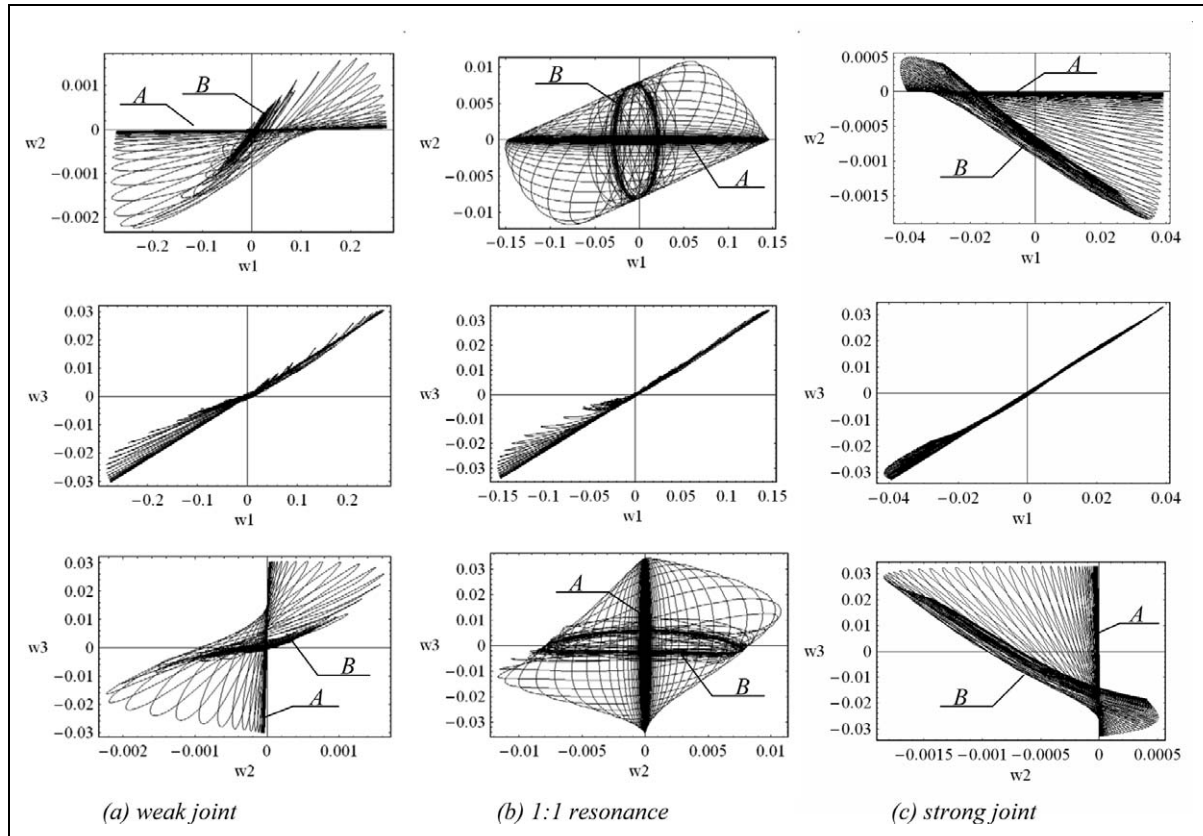 A
B
0.001
0
w2
−0.001
−0.002
−0.2 −0.1 0 0.1 0.2
w1
B
A
0.01
0.005
0
w2
−0.005
−0.01
−0.15 −0.1 −0.05 0 0.05 0.1 0.15
w1
A
B
0.0005
0
w2
−0.0005
−0.001
−0.0015
−0.04 −0.02 0 0.02 0.04
w1
0.03
0.02
0.01
w3 0
−0.01
−0.02
−0.03
−0.2 −0.1 0 0.1 0.2
w1
0.03
0.02
0.01
w3 0
−0.01
−0.02
−0.03
−0.15 −0.1 −0.05 0 0.05 0.1 0.15
w1
0.03
0.02
0.01
w3 0
−0.01
−0.02
−0.03
−0.04 −0.02 0 0.02 0.04
w1
0.03
0.02
0.01
w3 0
B
−0.01
A
−0.02
−0.03
−0.002 −0.001 0 0.001
w2
0.03
A
0.02
0.01
w3 0
−0.01
B
−0.02
−0.03
−0.01 −0.005 0 0.005 0.01
w2
0.03
0.02
A
0.01
w3 0
−0.01
B
−0.02
−0.03
−0.0015 −0.001 −0.0005 0 0.0005
w2
(a) weak joint
(b) 1:1 resonance
(c) strong joint